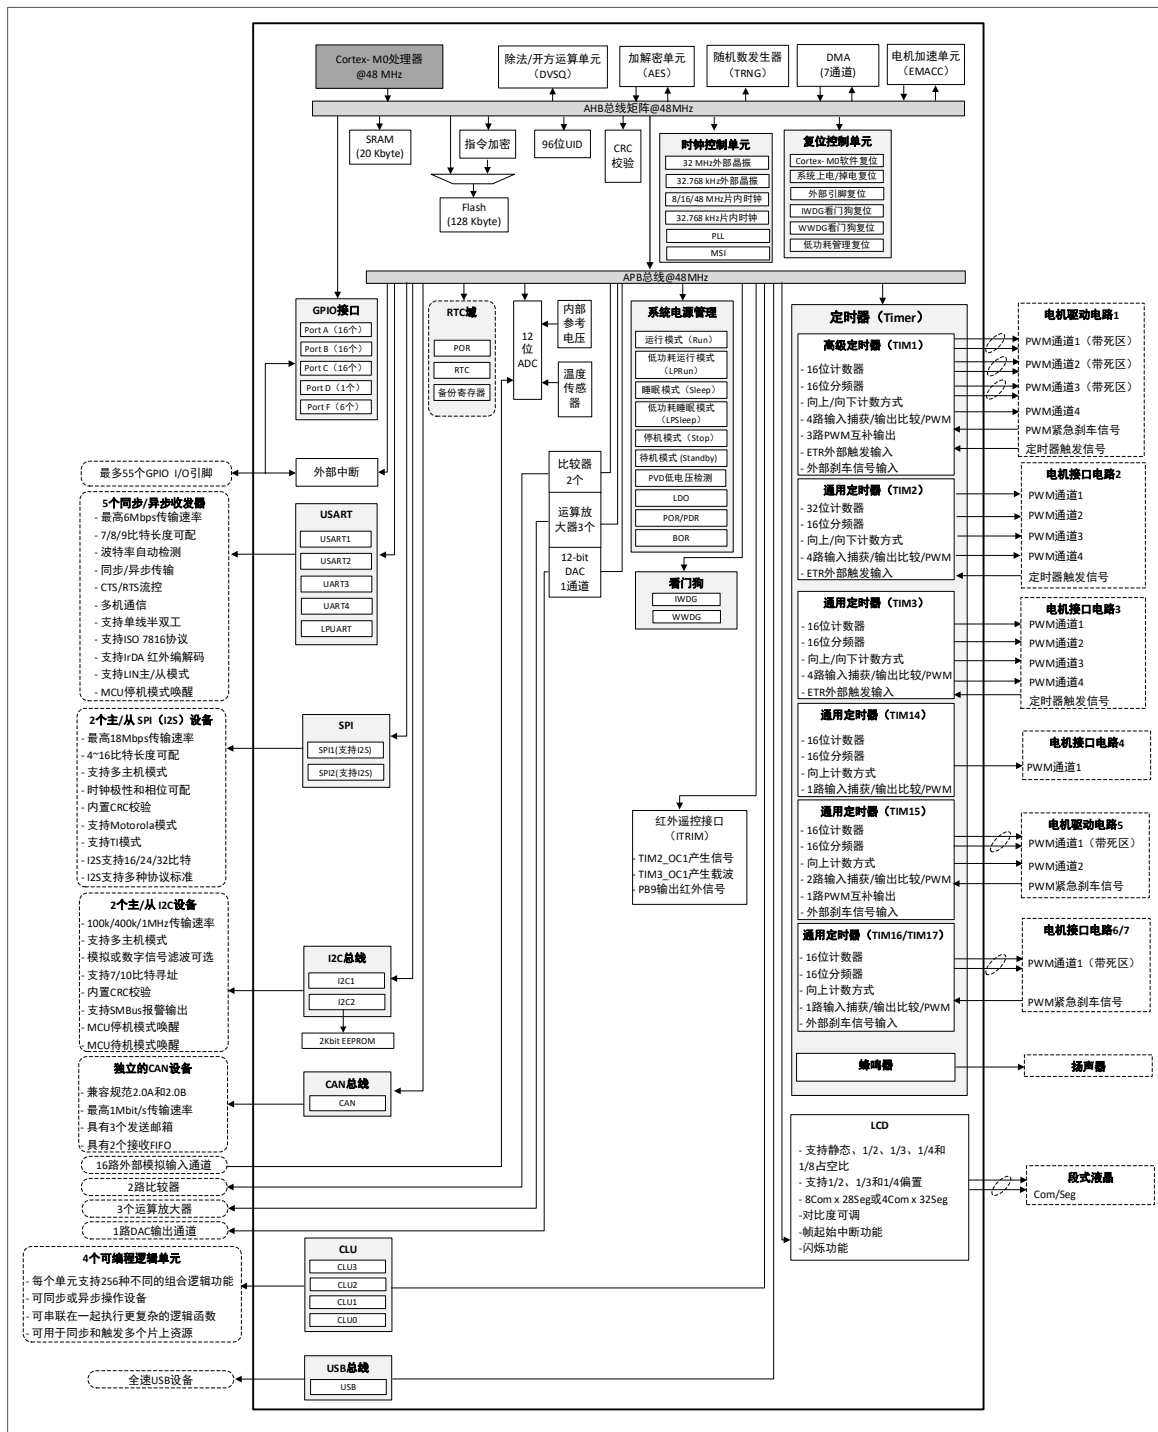 Cortex- M0处理器
@48 MHz
除法/开方运算单元
（DVSQ）
加解密单元
（AES）
随机数发生器
（TRNG）
DMA
(7通道)
电机加速单元
（EMACC）
AHB总线矩阵@48MHz
SRAM
(20 Kbyte)
指令加密
96位UID
CRC
校验
Flash
(128 Kbyte)
时钟控制单元
32 MHz外部晶振
32.768 kHz外部晶振
8/16/48 MHz片内时钟
32.768 kHz片内时钟
PLL
MSI
复位控制单元
Cortex- M0软件复位
系统上电/掉电复位
外部引脚复位
IWDG看门狗复位
WWDG看门狗复位
低功耗管理复位
APB总线@48MHz
GPIO接口
Port A（16个）
Port B（16个）
Port C（16个）
Port D（1个）
Port F（6个）
RTC域
POR
RTC
备份寄存器
12
位
ADC
内部
参考
电压
温度
传感
器
系统电源管理
运行模式（Run）
低功耗运行模式
（LPRun）
睡眠模式（Sleep）
低功耗睡眠模式
（LPSleep）
停机模式（Stop）
待机模式 (Standby)
PVD低电压检测
LDO
POR/PDR
BOR
看门狗
IWDG
WWDG
最多55个GPIO I/O引脚
外部中断
比较器
2个
运算放
大器3个
12-bit
DAC
1通道
5个同步/异步收发器
- 最高6Mbps传输速率
- 7/8/9比特长度可配
- 波特率自动检测
- 同步/异步传输
- CTS/RTS流控
- 多机通信
- 支持单线半双工
- 支持ISO 7816协议
- 支持IrDA 红外编解码
- 支持LIN主/从模式
- MCU停机模式唤醒
USART
USART1
USART2
UART3
UART4
LPUART
2个主/从 SPI（I2S）设备
- 最高18Mbps传输速率
- 4~16比特长度可配
- 支持多主机模式
- 时钟极性和相位可配
- 内置CRC校验
- 支持Motorola模式
- 支持TI模式
- I2S支持16/24/32比特
- I2S支持多种协议标准
SPI
SPI1(支持I2S)
SPI2(支持I2S)
2个主/从 I2C设备
- 100k/400k/1MHz传输速率
- 支持多主机模式
- 模拟或数字信号滤波可选
- 支持7/10比特寻址
- 内置CRC校验
- 支持SMBus报警输出
- MCU停机模式唤醒
- MCU待机模式唤醒
I2C总线
I2C1
I2C2
2Kbit EEPROM
独立的CAN设备
- 兼容规范2.0A和2.0B
- 最高1Mbit/s传输速率
- 具有3个发送邮箱
- 具有2个接收FIFO
CAN总线
CAN
16路外部模拟输入通道
2路比较器
3个运算放大器
1路DAC输出通道
4个可编程逻辑单元
- 每个单元支持256种不同的组合逻辑功能
- 可同步或异步操作设备
- 可串联在一起执行更复杂的逻辑函数
- 可用于同步和触发多个片上资源
CLU
CLU3
CLU2
CLU1
CLU0
全速USB设备
USB总线
USB
红外遥控接口
（ITRIM）
- TIM2_OC1产生信号
- TIM3_OC1产生载波
- PB9输出红外信号
定时器（Timer）
高级定时器（TIM1）
- 16位计数器
- 16位分频器
- 向上/向下计数方式
- 4路输入捕获/输出比较/PWM
- 3路PWM互补输出
- ETR外部触发输入
- 外部刹车信号输入
通用定时器（TIM2）
- 32位计数器
- 16位分频器
- 向上/向下计数方式
- 4路输入捕获/输出比较/PWM
- ETR外部触发输入
通用定时器（TIM3）
- 16位计数器
- 16位分频器
- 向上/向下计数方式
- 4路输入捕获/输出比较/PWM
- ETR外部触发输入
通用定时器（TIM14）
- 16位计数器
- 16位分频器
- 向上计数方式
- 1路输入捕获/输出比较/PWM
通用定时器（TIM15）
- 16位计数器
- 16位分频器
- 向上计数方式
- 2路输入捕获/输出比较/PWM
- 1路PWM互补输出
- 外部刹车信号输入
通用定时器（TIM16/TIM17）
- 16位计数器
- 16位分频器
- 向上计数方式
- 1路输入捕获/输出比较/PWM
- 外部刹车信号输入
蜂鸣器
LCD
- 支持静态、1/2、1/3、1/4和
1/8占空比
- 支持1/2、1/3和1/4偏置
- 8Com x 28Seg或4Com x 32Seg
-对比度可调
-帧起始中断功能
-闪烁功能
电机驱动电路1
PWM通道1（带死区）
PWM通道2（带死区）
PWM通道3（带死区）
PWM通道4
PWM紧急刹车信号
定时器触发信号
电机接口电路2
PWM通道1
PWM通道2
PWM通道3
PWM通道4
定时器触发信号
电机接口电路3
PWM通道1
PWM通道2
PWM通道3
PWM通道4
定时器触发信号
电机接口电路4
PWM通道1
电机驱动电路5
PWM通道1（带死区）
PWM通道2
PWM紧急刹车信号
电机接口电路6/7
PWM通道1（带死区）
PWM紧急刹车信号
扬声器
段式液晶
Com/Seg